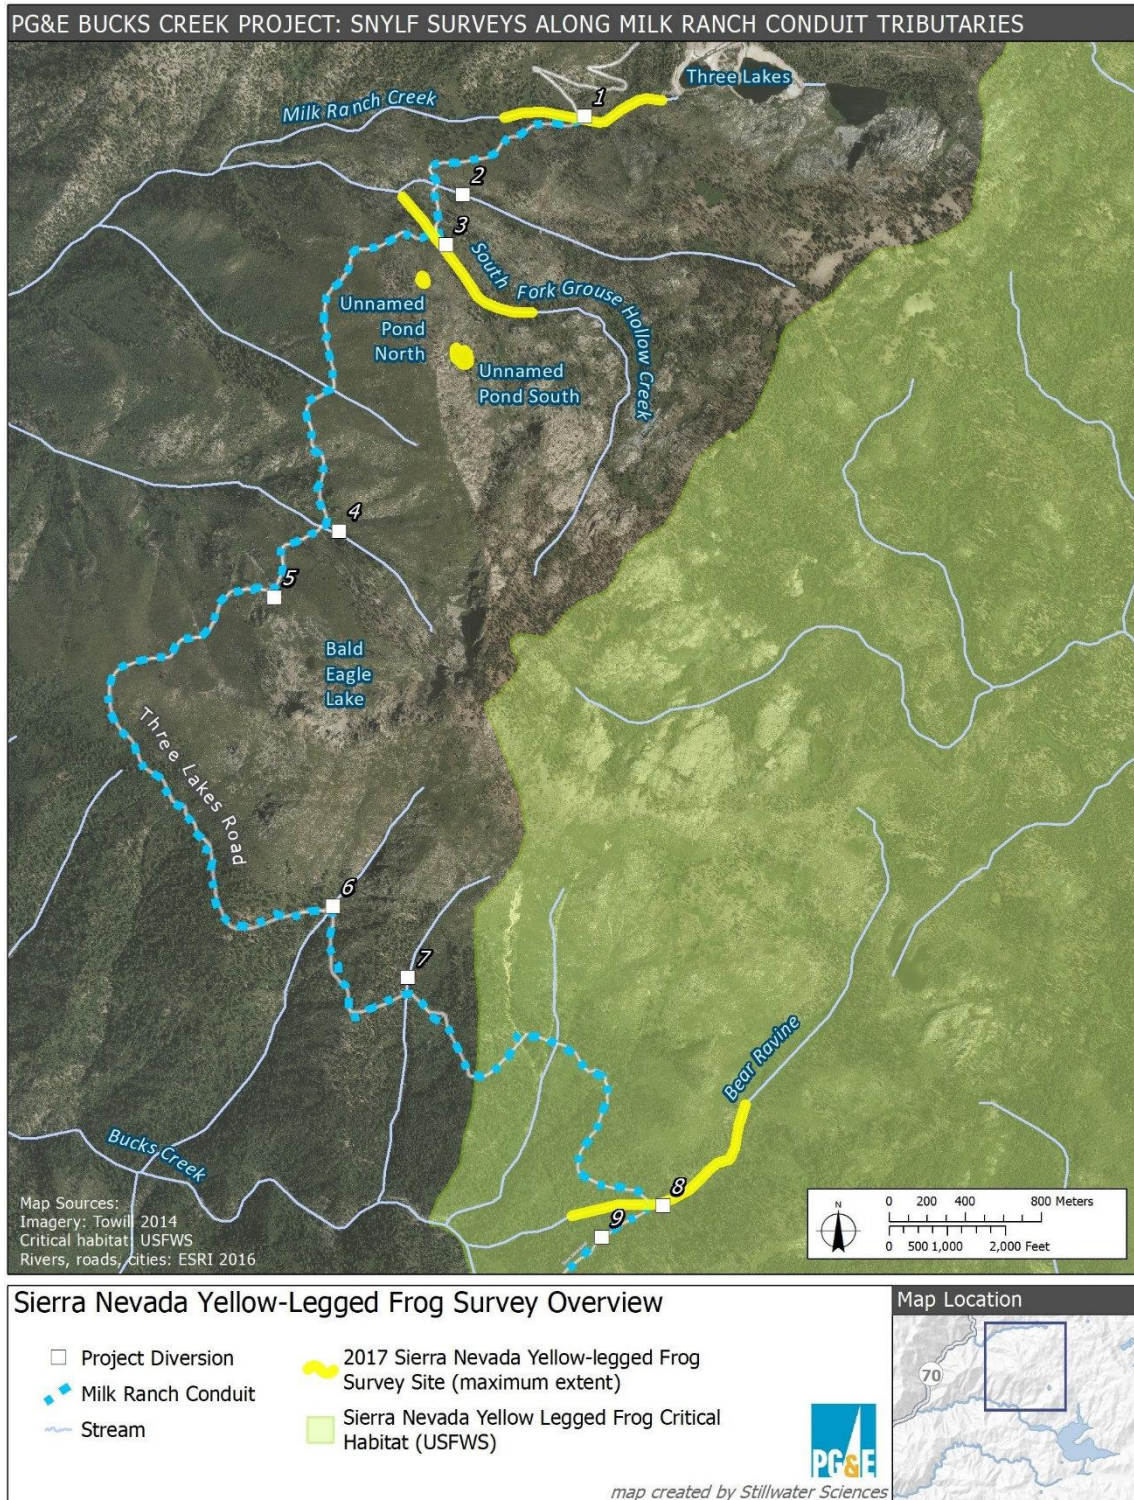 PG&E BUCKS CREEK PROJECT: SNYLF SURVEYS ALONG MILK RANCH CONDUIT TRIBUTARIES
Three Lakes
Milk Ranch Creek
1
2
3
South Fork Grouse Hollow Creek
Unnamed
Pond
North
Unnamed
Pond South
4
5
Bald
Eagle
Lake
Three Lakes Road
6
7
Bear Ravine
Bucks Creek
8
9
Map Sources:
Imagery: Towill 2014
Critical habitat: USFWS
Rivers, roads, cities: ESRI 2016
N
0 200 400 800 Meters
0 500 1,000 2,000 Feet
Sierra Nevada Yellow-Legged Frog Survey Overview
Project Diversion
Milk Ranch Conduit
Stream
2017 Sierra Nevada Yellow-legged Frog
Survey Site (maximum extent)
Sierra Nevada Yellow Legged Frog Critical
Habitat (USFWS)
PG&E
map created by Stillwater Sciences
Map Location
70